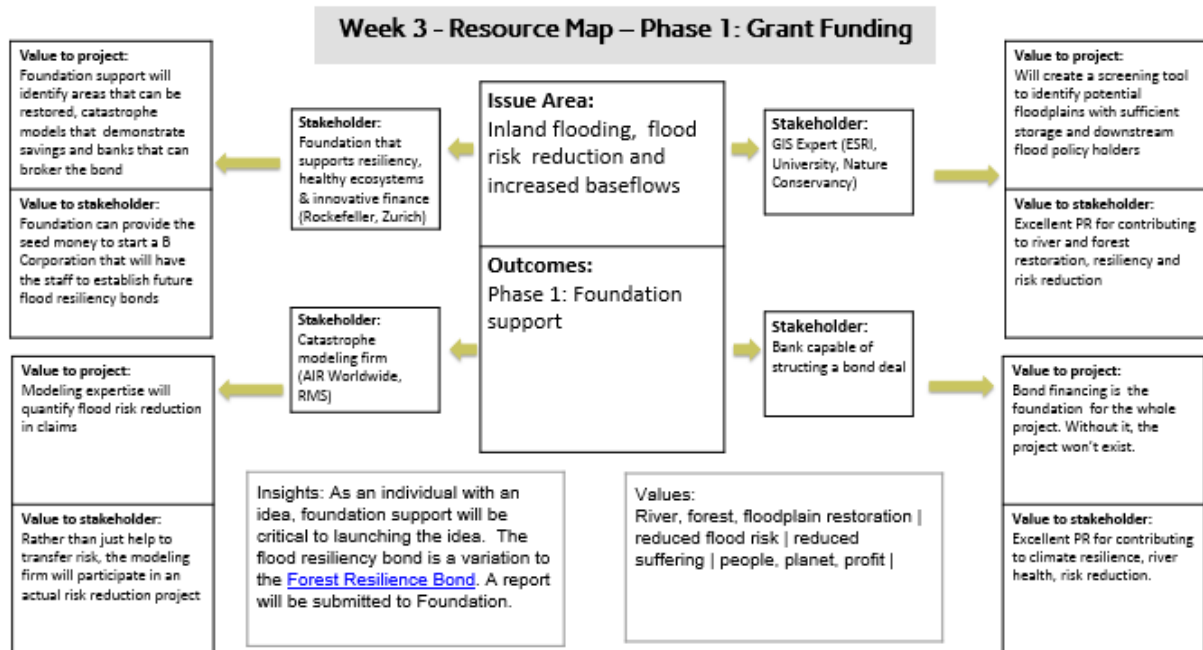 Week 3 - Resource Map – Phase 1: Grant Funding
Value to project:
Foundation support will
identify areas that can be
restored, catastrophe
models that demonstrate
savings and banks that can
broker the bond
Value to stakeholder:
Foundation can provide the
seed money to start a B
Corporation that will have
the staff to establish future
flood resiliency bonds
Stakeholder:
Foundation that
supports resiliency,
healthy ecosystems
& innovative finance
(Rockefeller, Zurich)
Issue Area:
Inland flooding, flood
risk reduction and
increased baseflows
Outcomes:
Phase 1: Foundation
support
Stakeholder:
GIS Expert (ESRI,
University, Nature
Conservancy)
Value to project:
Will create a screening tool
to identify potential
floodplains with sufficient
storage and downstream
flood policy holders
Value to stakeholder:
Excellent PR for contributing
to river and forest
restoration, resiliency and
risk reduction
Value to project:
Modeling expertise will
quantify flood risk reduction
in claims
Value to stakeholder:
Rather than just help to
transfer risk, the modeling
firm will participate in an
actual risk reduction project
Stakeholder:
Catastrophe
modeling firm
(AIR Worldwide,
RMS)
Stakeholder:
Bank capable of
structing a bond deal
Value to project:
Bond financing is the
foundation for the whole
project. Without it, the
project won't exist.
Value to stakeholder:
Excellent PR for contributing
to climate resilience, river
health, risk reduction.
Insights: As an individual with an
idea, foundation support will be
critical to launching the idea. The
flood resiliency bond is a variation to
the Forest Resilience Bond. A report
will be submitted to Foundation.
Values:
River, forest, floodplain restoration |
reduced flood risk | reduced
suffering | people, planet, profit |